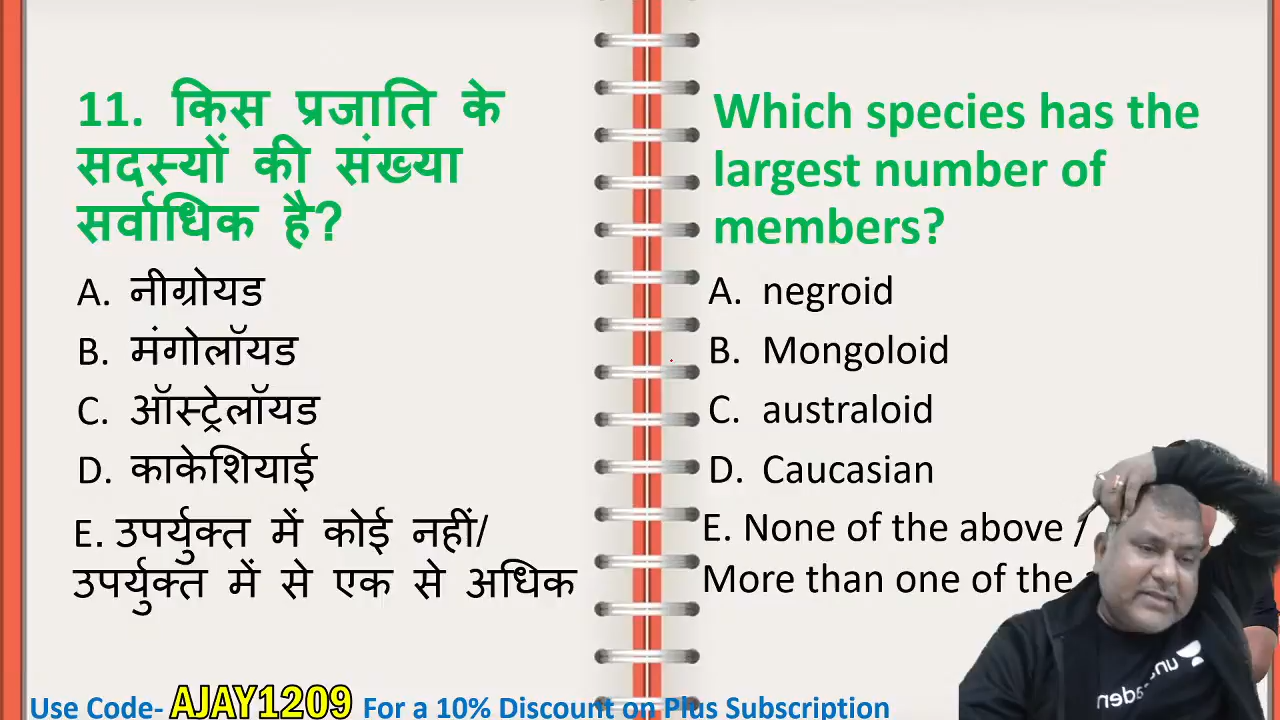 11. किस प्रजाति के
सदस्यों की संख्या
सर्वाधिक है?
A. नीग्रोयड
B. मंगोलॉयड
C. ऑस्ट्रेलॉयड
D. काकेशियाई
E. उपर्युक्त में कोई नहीं/
उपर्युक्त में से एक से अधिक
Which species has the
largest number of
members?
A. negroid
B. Mongoloid
C. australoid
D. Caucasian
E. None of the above /
More than one of the
Use Code- AJAY1209 For a 10% Discount on Plus Subscription